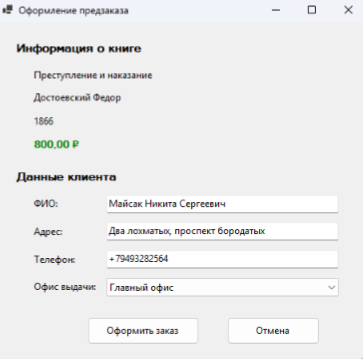 Оформление предзаказа
Информация о книге
Преступление и наказание
Достоевский Федор
1866
800,00 ₽
Данные клиента
ФИО: Майсак Никита Сергеевич
Адрес: Два лохматых, проспект бородатых
Телефон: +79493282564
Офис выдачи: Главный офис
Оформить заказ Отмена